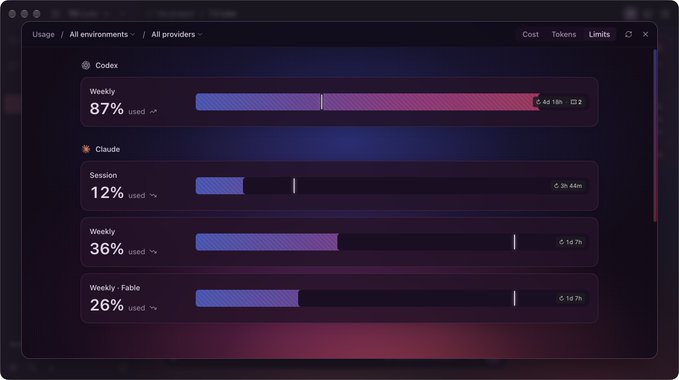 Usage / All environments / All providers
Cost Tokens Limits
Codex
Weekly
87% used
4d 18h 2
Claude
Session
12% used
3h 44m
Weekly
36% used
1d 7h
Weekly · Fable
26% used
1d 7h